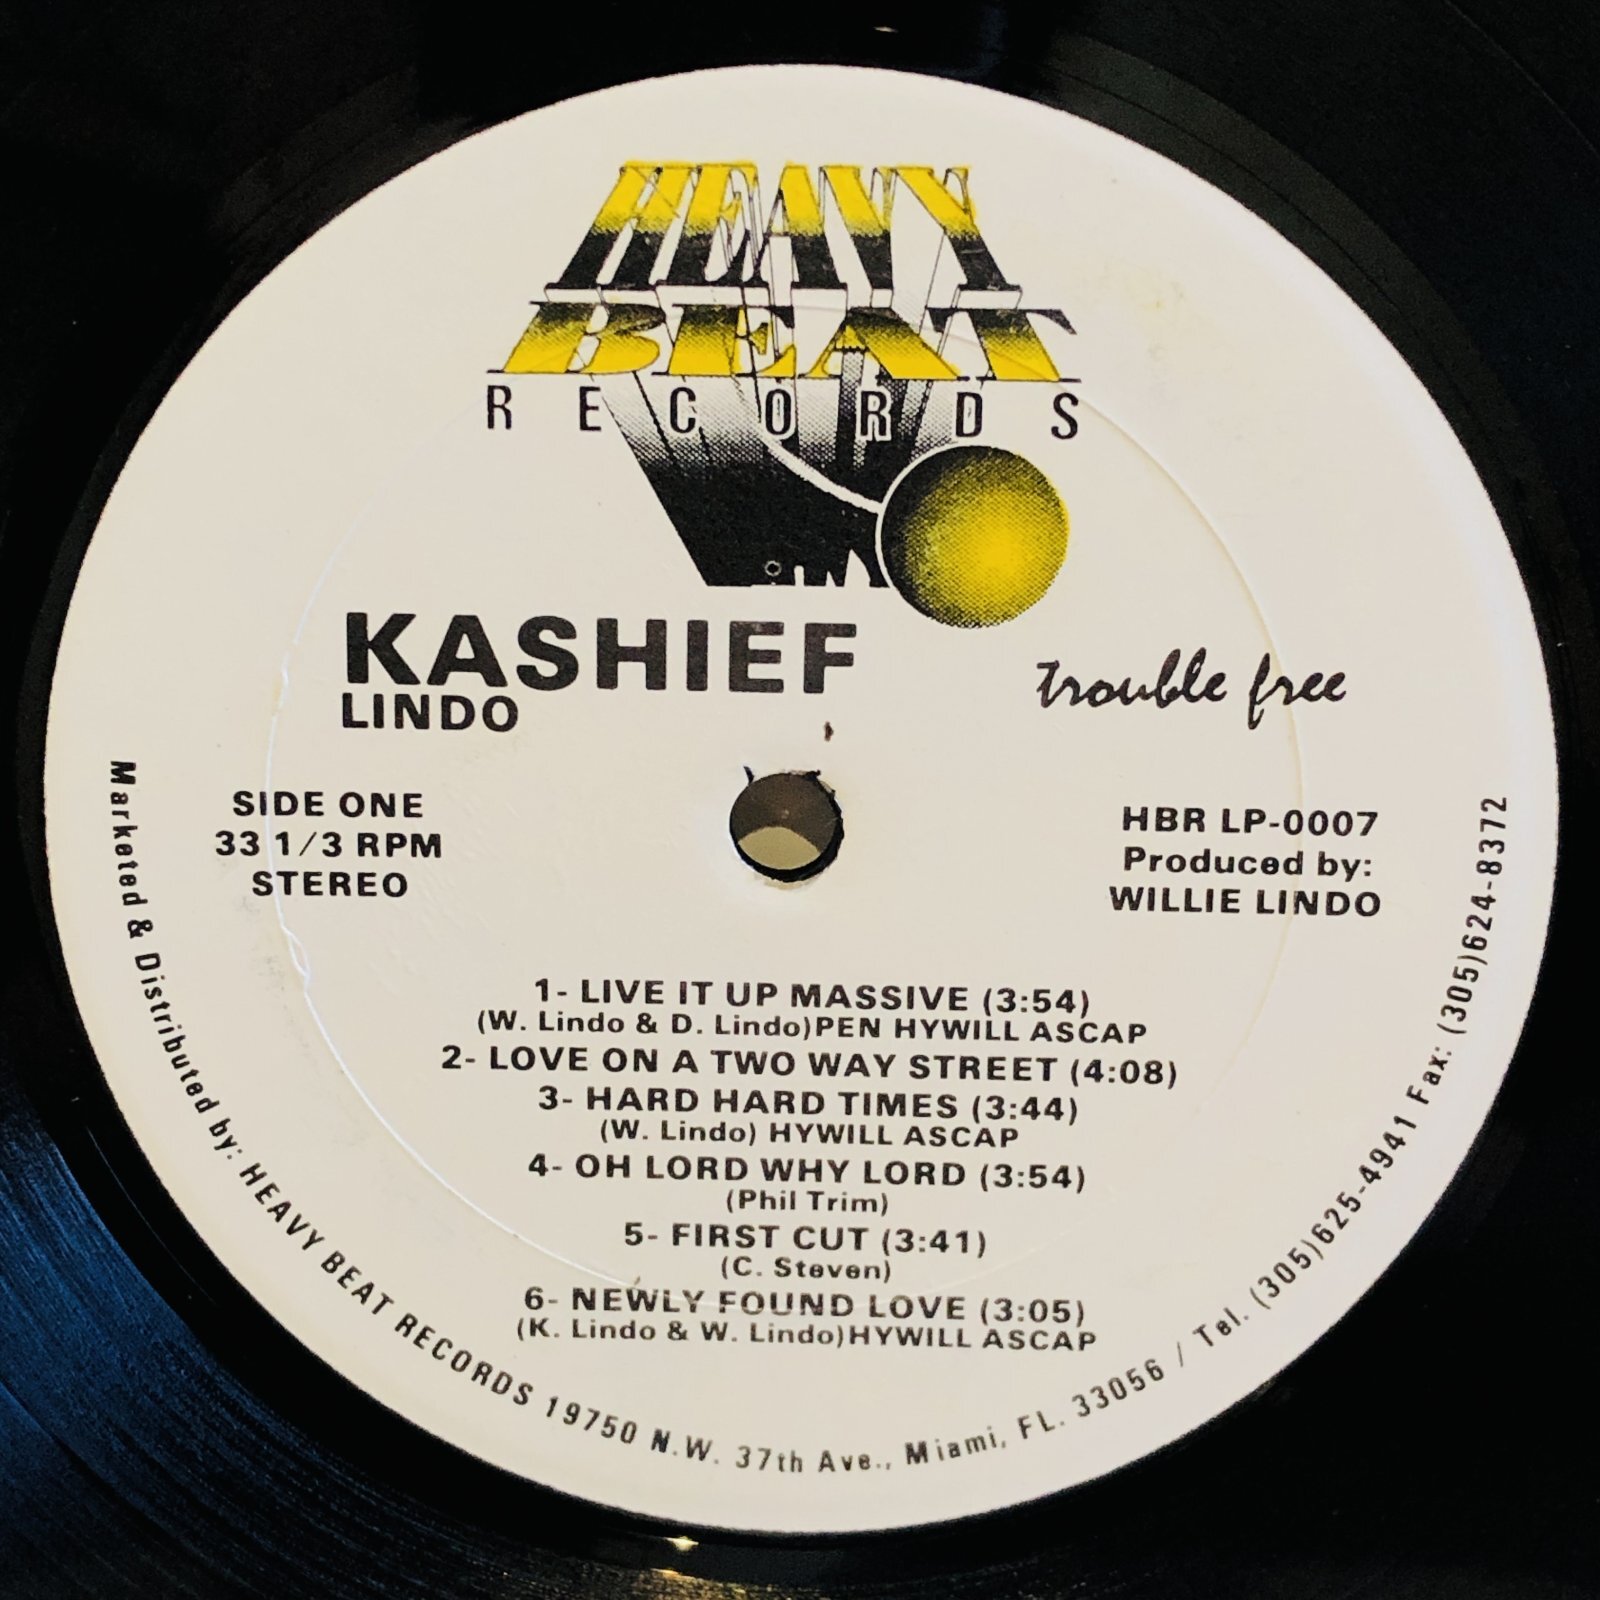 HEAVY
BEAT
RECORDS
KASHIEF
LINDO
trouble free
SIDE ONE
33 1/3 RPM
STEREO
HBR LP-0007
Produced by:
WILLIE LINDO
1- LIVE IT UP MASSIVE (3:54)
(W. Lindo & D. Lindo)PEN HYWILL ASCAP
2- LOVE ON A TWO WAY STREET (4:08)
3- HARD HARD TIMES (3:44)
(W. Lindo) HYWILL ASCAP
4- OH LORD WHY LORD (3:54)
(Phil Trim)
5- FIRST CUT (3:41)
(C. Steven)
6- NEWLY FOUND LOVE (3:05)
(K. Lindo & W. Lindo)HYWILL ASCAP
Marketed & Distributed by: HEAVY BEAT RECORDS 19750 N.W. 37th Ave., Miami, FL. 33056 / Tel. (305)625-4941 Fax: (305)624-8372